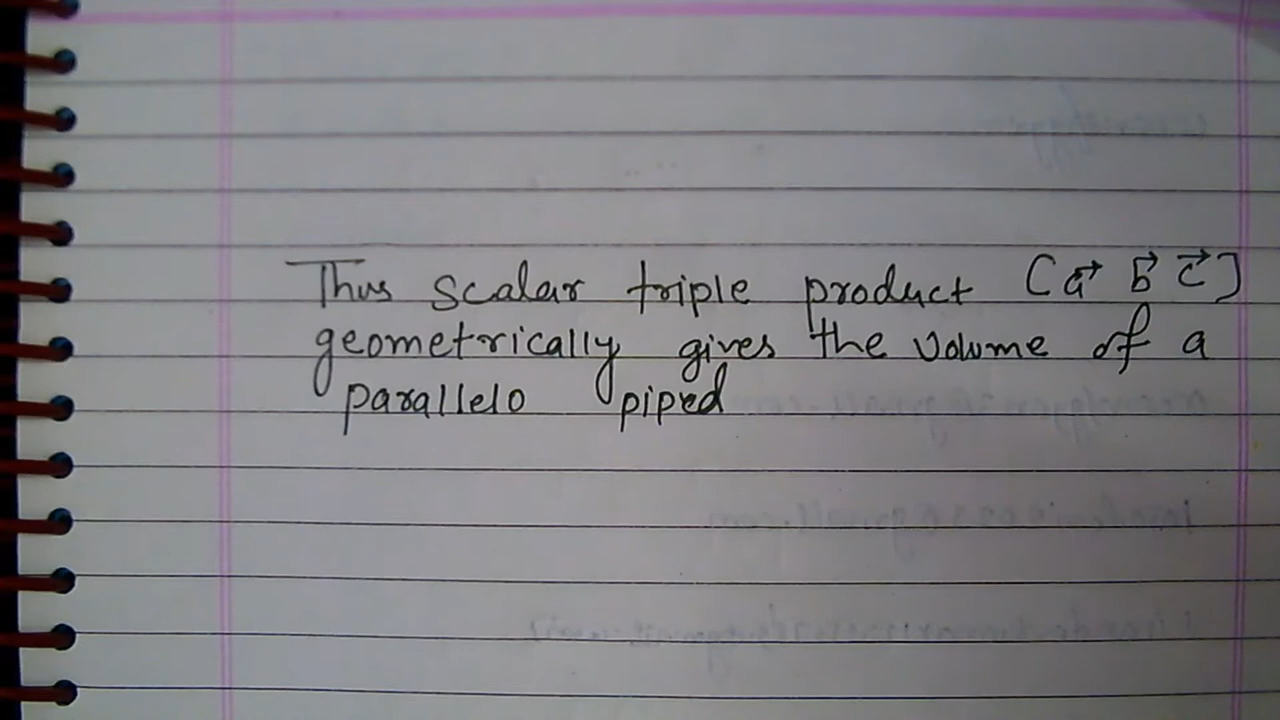 Thus scalar triple product [a⃗ b⃗ c⃗]
geometrically gives the volume of a
parallelo piped